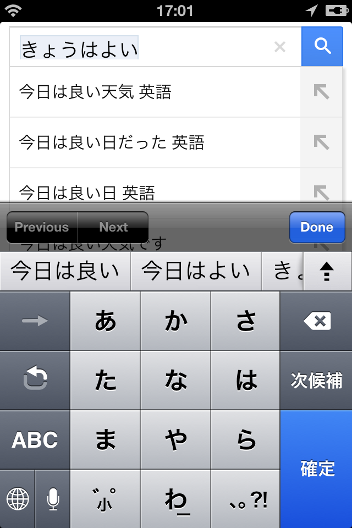 17:01
きょうはよい
今日は良い天気 英語
今日は良い日だった 英語
今日は良い日 英語
Previous Next Done
今日は良い天気です
今日は良い 今日はよい きょ
あ か さ
た な は 次候補
ABC ま や ら 確定
゛゜小 わ_ 、。?!